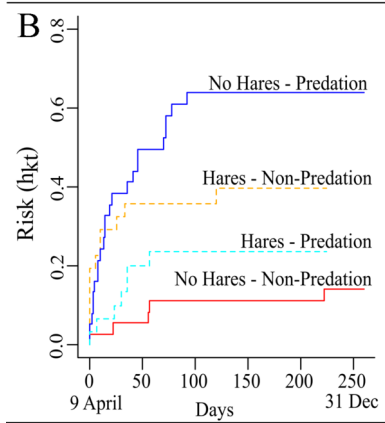 B
0.8
No Hares - Predation
0.6
Hares - Non-Predation
0.4
Risk (hkt)
Hares - Predation
0.2
No Hares - Non-Predation
0.0
0 50 100 150 200 250
9 April Days 31 Dec